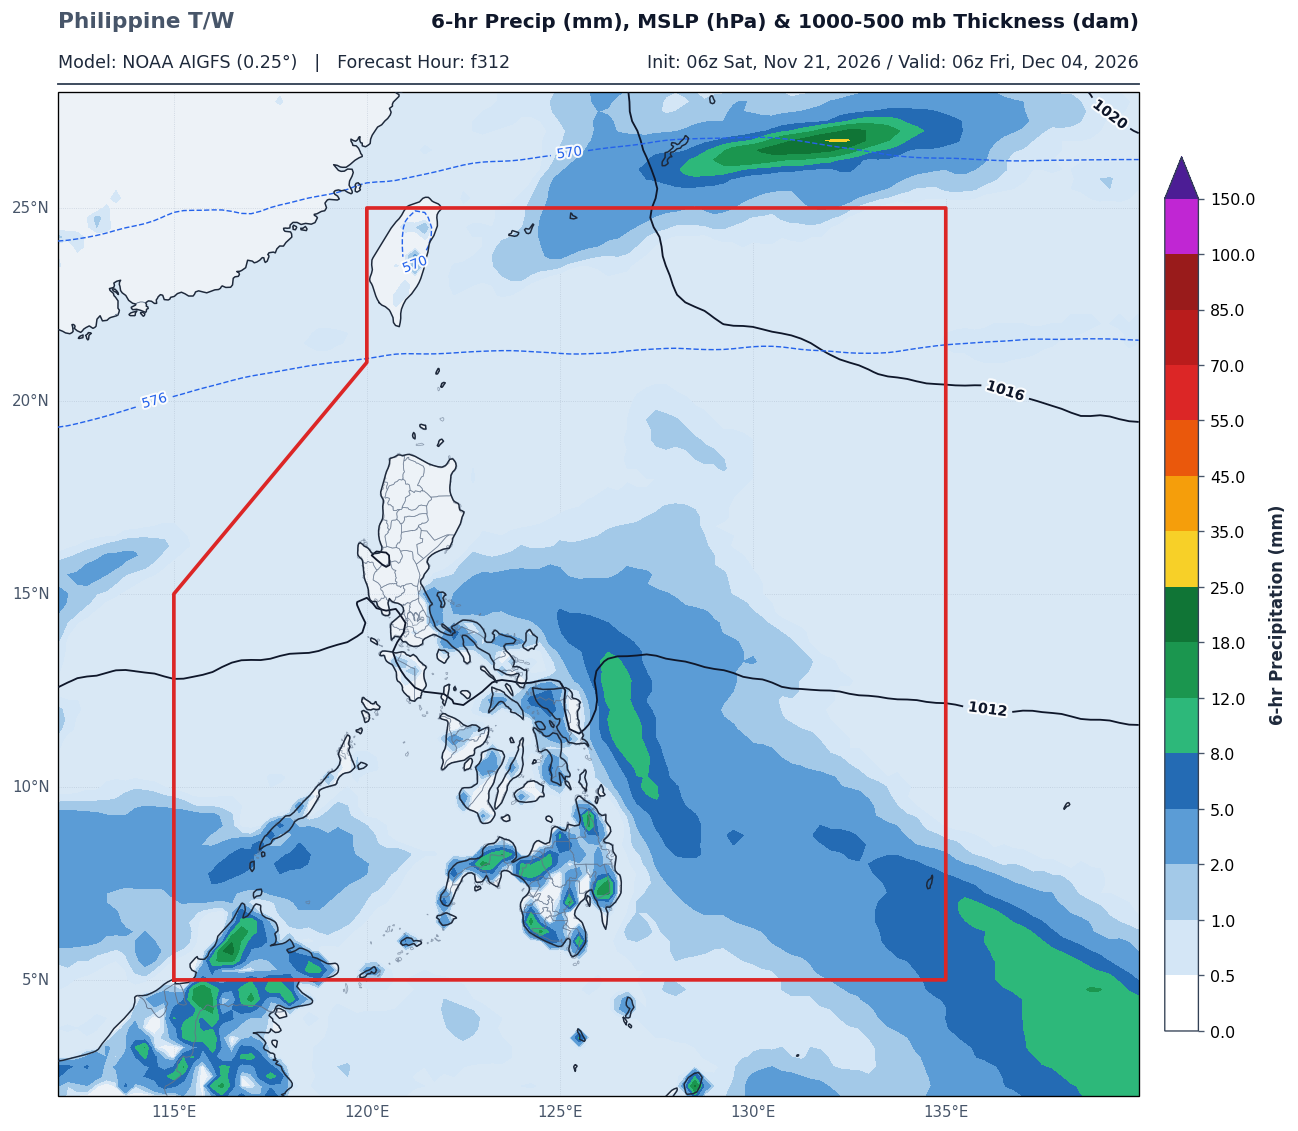 Philippine T/W
6-hr Precip (mm), MSLP (hPa) & 1000-500 mb Thickness (dam)
Model: NOAA AIGFS (0.25°) | Forecast Hour: f312
Init: 06z Sat, Nov 21, 2026 / Valid: 06z Fri, Dec 04, 2026
1020
570
570
576
1016
1012
25°N
20°N
15°N
10°N
5°N
115°E
120°E
125°E
130°E
135°E
150.0
100.0
85.0
70.0
55.0
45.0
35.0
25.0
18.0
12.0
8.0
5.0
2.0
1.0
0.5
0.0
6-hr Precipitation (mm)